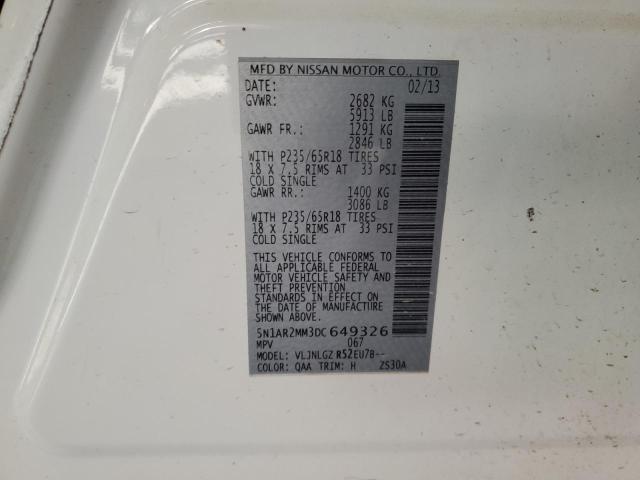 MFD BY NISSAN MOTOR CO., LTD.
DATE: 02/13
GVWR: 2682 KG
5913 LB
GAWR FR.: 1291 KG
2846 LB
WITH P235/65R18 TIRES
18 X 7.5 RIMS AT 33 PSI
COLD SINGLE
GAWR RR.: 1400 KG
3086 LB
WITH P235/65R18 TIRES
18 X 7.5 RIMS AT 33 PSI
COLD SINGLE
THIS VEHICLE CONFORMS TO
ALL APPLICABLE FEDERAL
MOTOR VEHICLE SAFETY AND
THEFT PREVENTION
STANDARDS IN EFFECT ON
THE DATE OF MANUFACTURE
SHOWN ABOVE.
5N1AR2MM3DC649326
MPV 067
MODEL: VLJNLGZ R52EU7B--
COLOR: QAA TRIM: H ZS30A